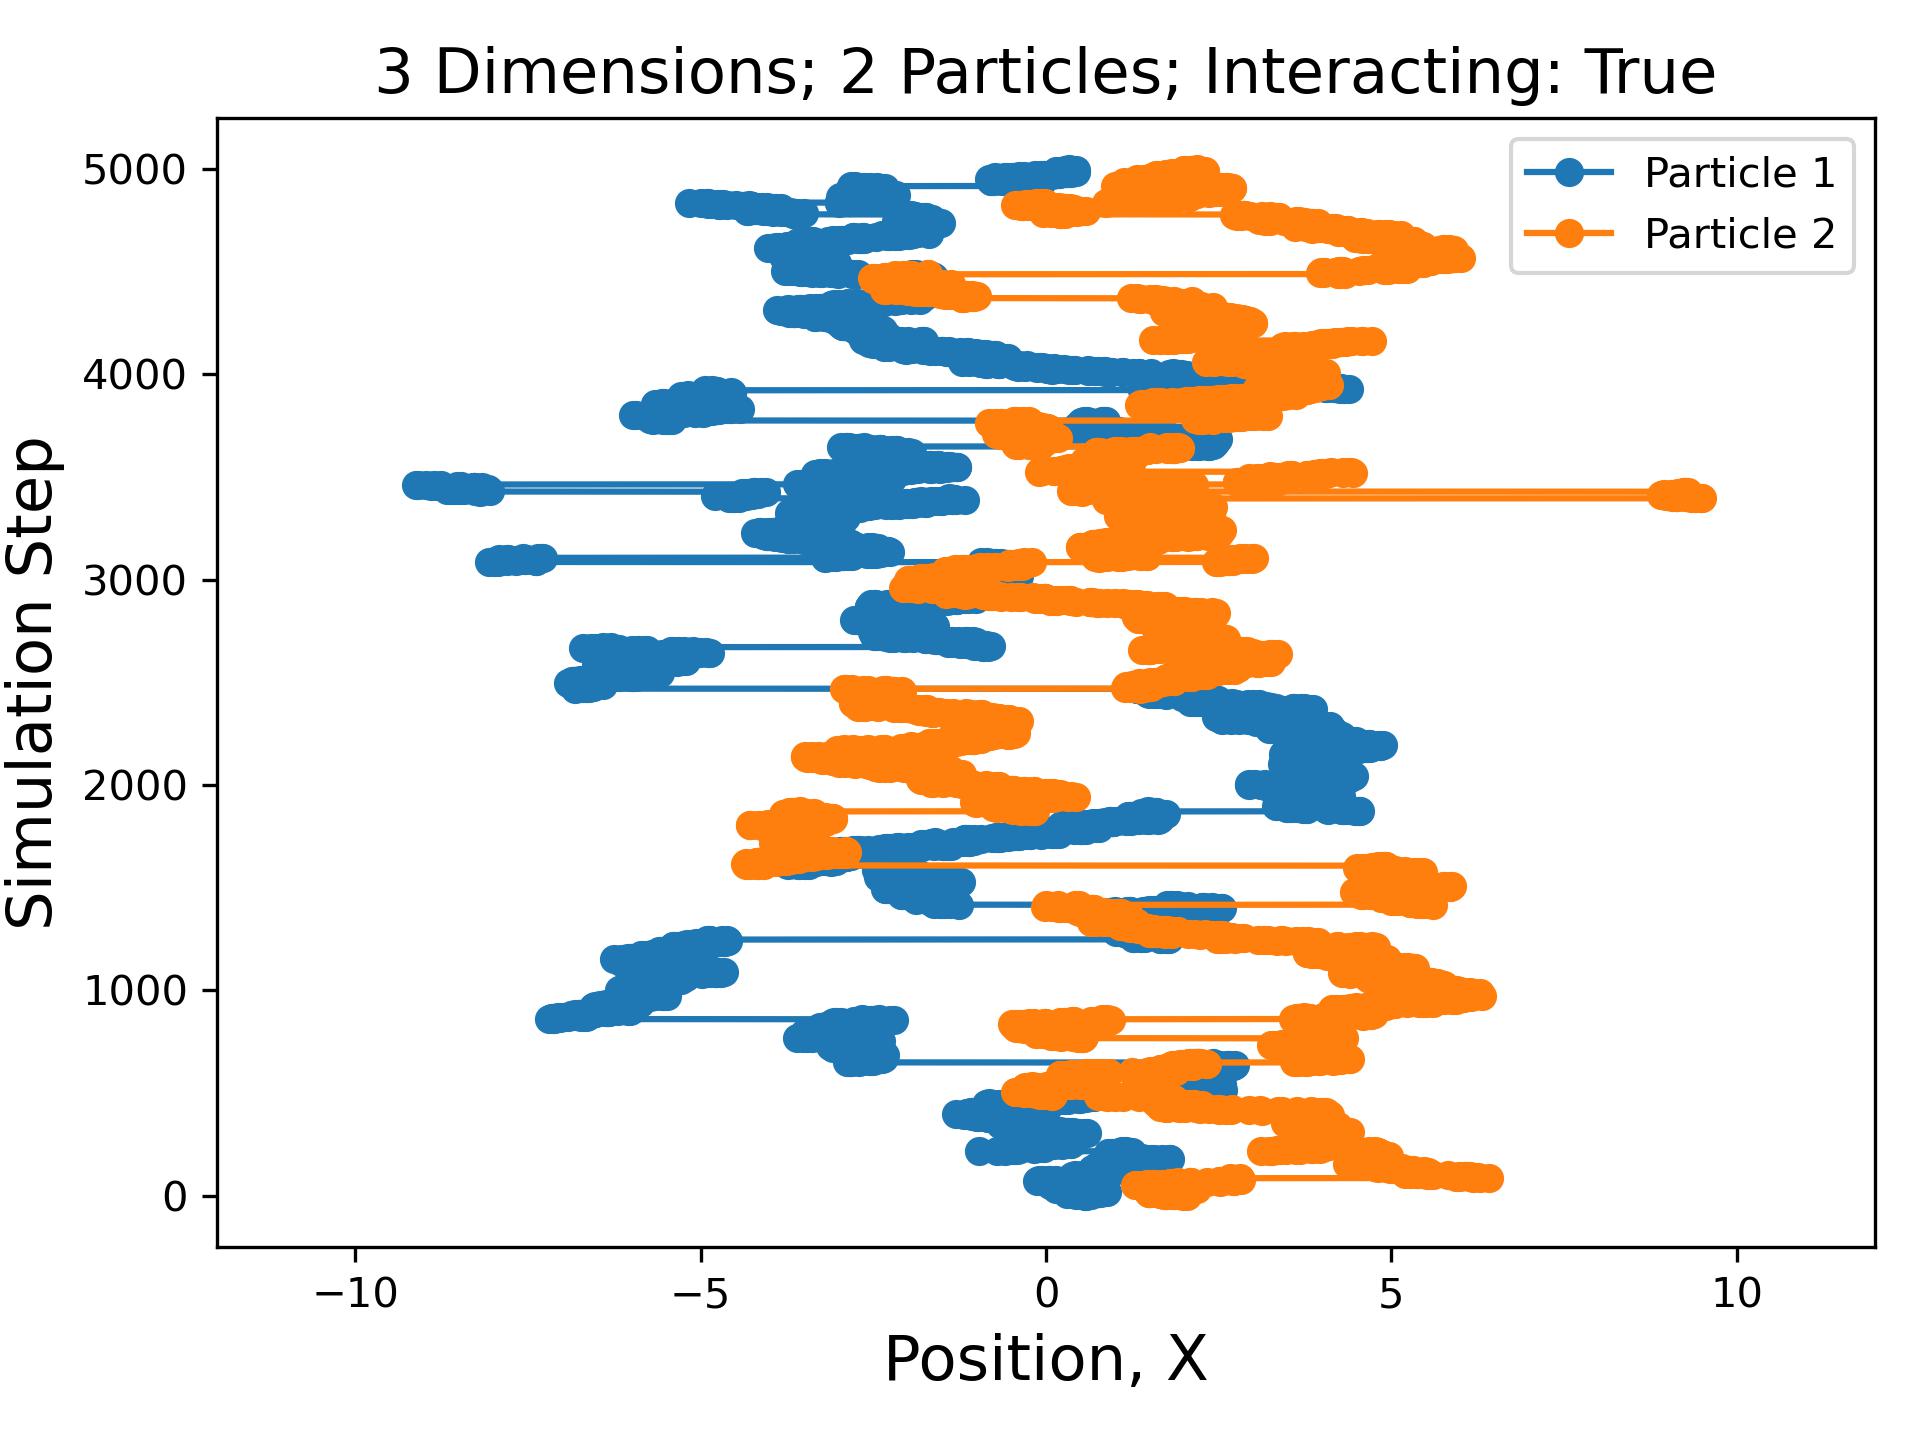 3 Dimensions; 2 Particles; Interacting: True
Particle 1
Particle 2
5000
4000
3000
2000
1000
0
Simulation Step
−10
−5
0
5
10
Position, X